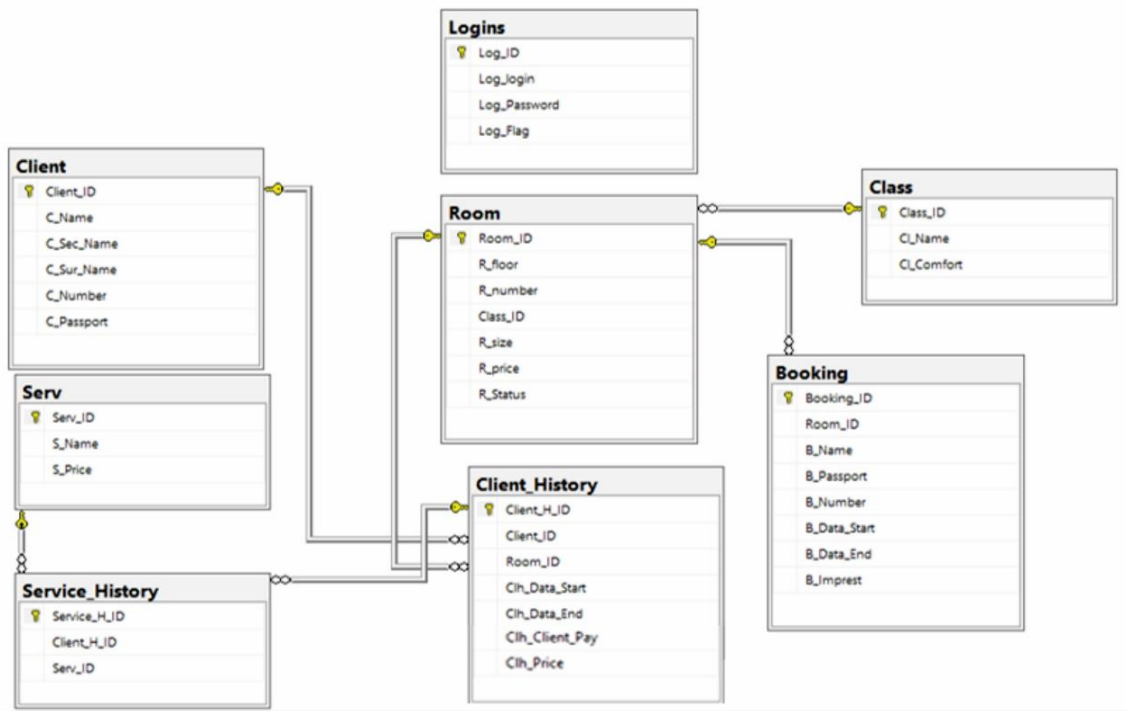 Logins
Log_ID
Log_login
Log_Password
Log_Flag
Client
Client_ID
C_Name
C_Sec_Name
C_Sur_Name
C_Number
C_Passport
Room
Room_ID
R_floor
R_number
Class_ID
R_size
R_price
R_Status
Class
Class_ID
Cl_Name
Cl_Comfort
Serv
Serv_ID
S_Name
S_Price
Booking
Booking_ID
Room_ID
B_Name
B_Passport
B_Number
B_Data_Start
B_Data_End
B_Imprest
Client_History
Client_H_ID
Client_ID
Room_ID
Clh_Data_Start
Clh_Data_End
Clh_Client_Pay
Clh_Price
Service_History
Service_H_ID
Client_H_ID
Serv_ID